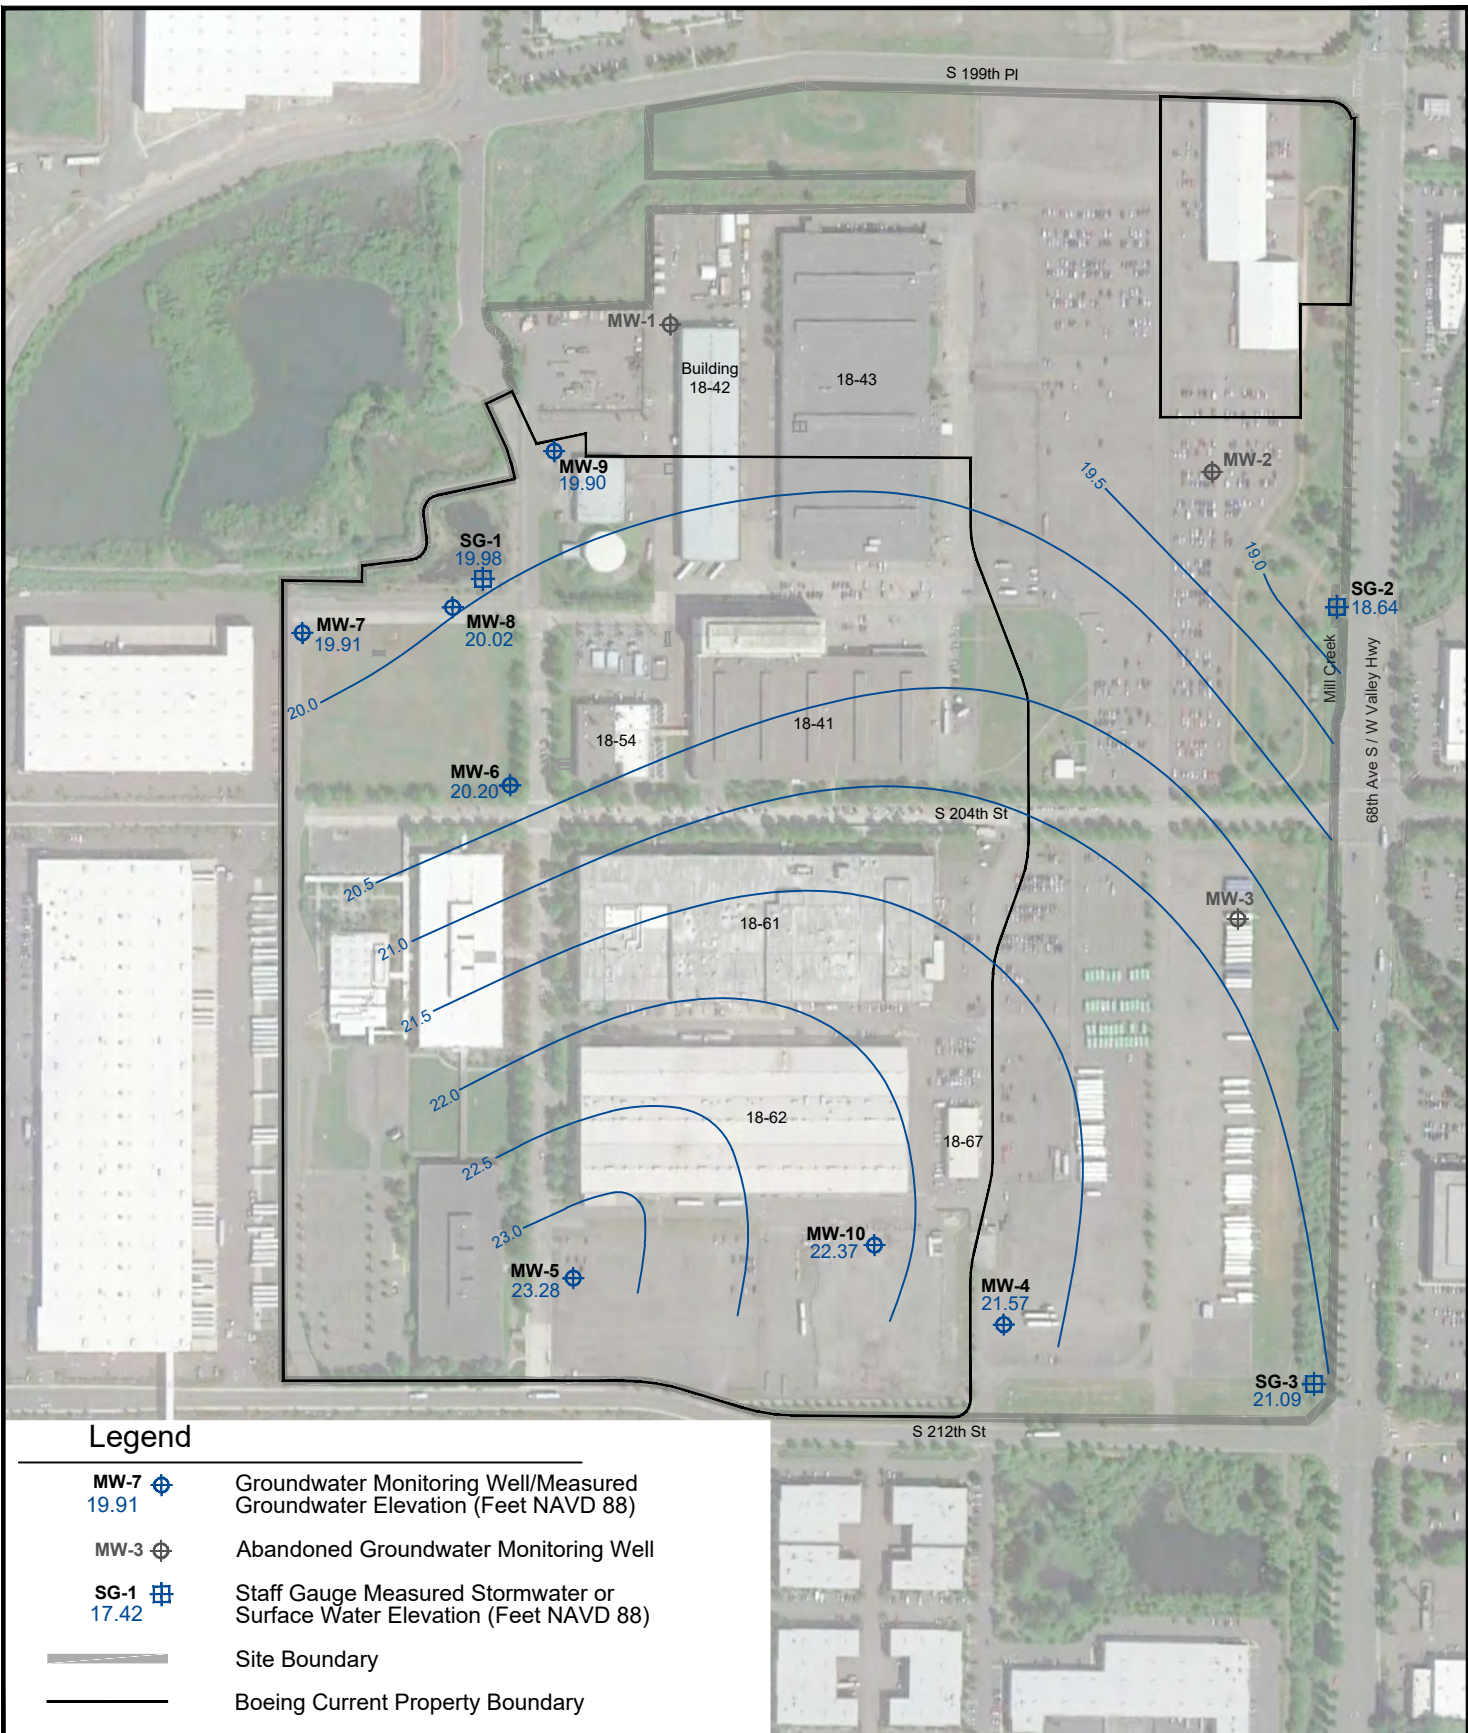 S 199th Pl
MW-1
Building
18-42
18-43
MW-2
19.5
MW-9
19.90
SG-1
19.98
19.0
SG-2
18.64
MW-8
20.02
MW-7
19.91
Mill Creek
68th Ave S / W Valley Hwy
20.0
18-54
18-41
MW-6
20.20
S 204th St
20.5
MW-3
18-61
21.0
21.5
22.0
18-62
18-67
22.5
23.0
MW-10
22.37
MW-5
23.28
MW-4
21.57
SG-3
21.09
S 212th St
Legend
MW-7
19.91
Groundwater Monitoring Well/Measured
Groundwater Elevation (Feet NAVD 88)
MW-3
Abandoned Groundwater Monitoring Well
SG-1
17.42
Staff Gauge Measured Stormwater or
Surface Water Elevation (Feet NAVD 88)
Site Boundary
Boeing Current Property Boundary